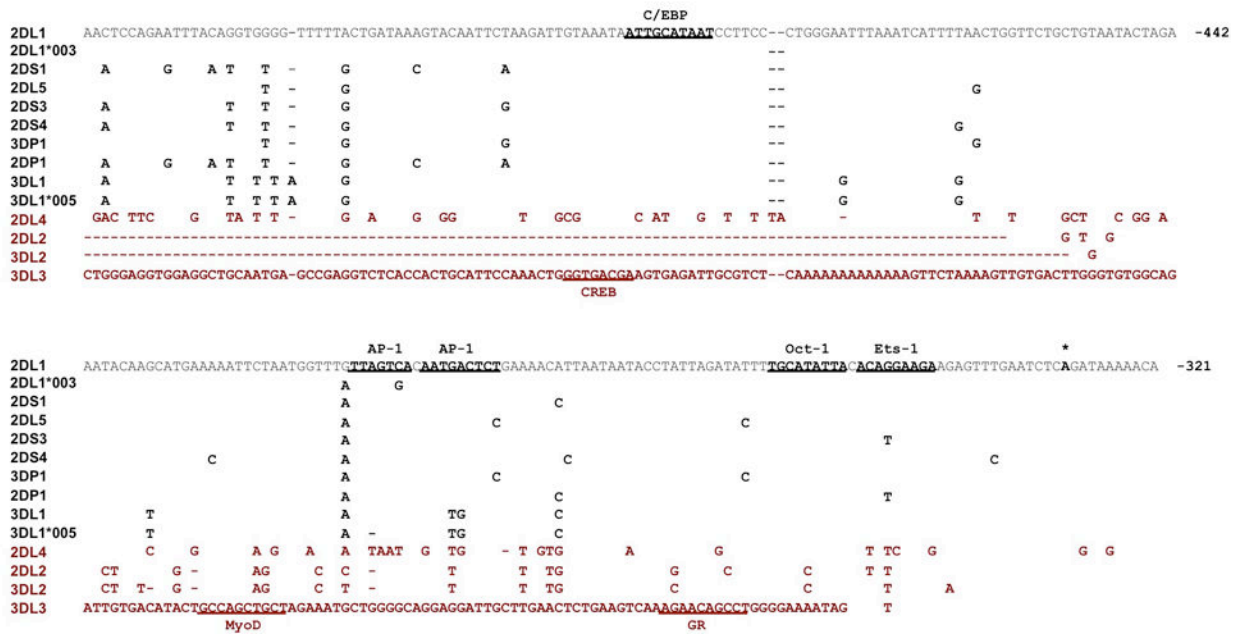 C/EBP
2DL1 AACTCCAGAATTTACAGGTGGGG-TTTTTACTGATAAAGTACAATTCTAAGATTGTAAATAATTGCATAATCCTTCC--CTGGGAATTTAAATCATTTTAACTGGTTCTGCTGTAATACTAGA -442
2DL1*003 --
2DS1 A G A T T - G C A
2DL5 T - G -- G
2DS3 A T T - G G --
2DS4 A T T - G -- G
3DP1 T - G G -- G
2DP1 A G A T T - G C A --
3DL1 A T T T A G -- G G
3DL1*005 A T T T A G -- G G
2DL4 GAC TTC G TA T T - G A G GG T GCG C AT G T T TA - T T GCT C GG A
2DL2 -------------------------------------------------------------------------------------------------------- G T G
3DL2 --------------------------------------------------------------------------------------------------------------- G
3DL3 CTGGGAGGTGGAGGCTGCAATGA-GCCGAGGTCTCACCACTGCATTCCAAACTGGGTGACGAAGTGAGATTGCGTCT--CAAAAAAAAAAAAAAGTTCTAAAAGTTGTGACTTGGGTGTGGCAG
CREB
AP-1 AP-1 Oct-1 Ets-1 *
2DL1 AATACAAGCATGAAAAATTCTAATGGTTTGTTAGTCACAATGACTCTGAAAACATTAATAATACCTATTAGATATTTTGCATATTACACAGGAAGAAGAGTTTGAATCTCAGATAAAAACA -321
2DL1*003 A G
2DS1 A C
2DL5 A C C
2DS3 A T
2DS4 C A C C
3DP1 A C C
2DP1 A C T
3DL1 T A TG C
3DL1*005 T A - TG C
2DL4 C G A G A A TAAT G TG - T GTG A G T TC G G G
2DL2 CT G- AG C C - T T TG G C C T T
3DL2 CT T- G - AG C T - T T TG C C T A
3DL3 ATTGTGACATACTGCCAGCTGCTAGAAATGCTGGGGCAGGAGGATTGCTTGAACTCTGAAGTCAAAGAACAGCCTGGGGAAAATAG T
MyoD GR